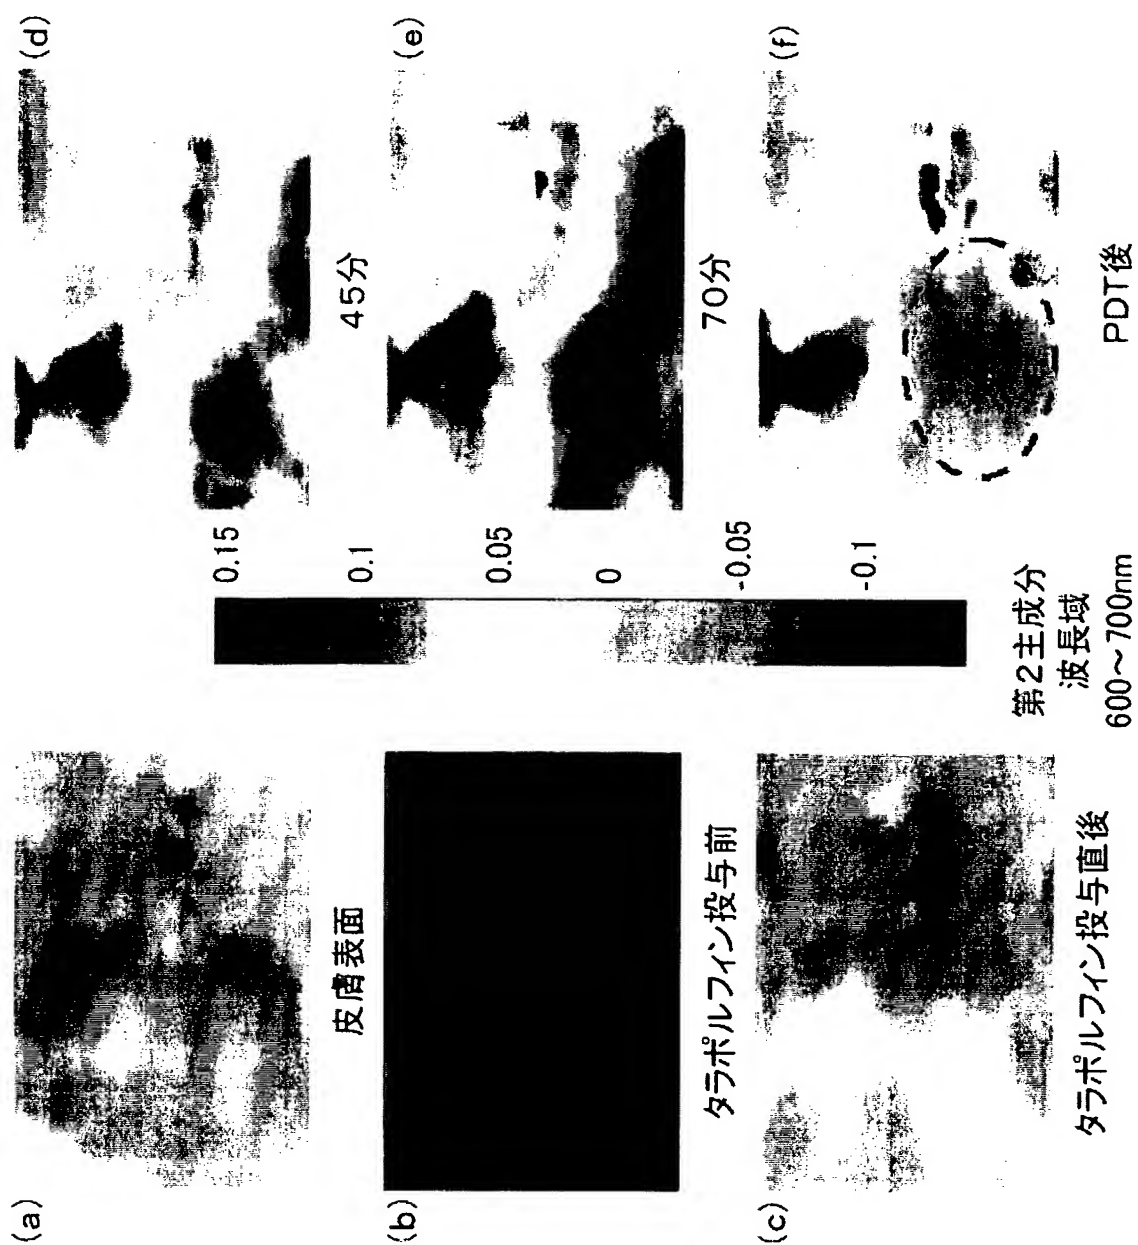 (a)
皮膚表面
(b)
タラポルフィン投与前
(c)
タラポルフィン投与直後
0.15
0.1
0.05
0
-0.05
-0.1
第2主成分
波長域
600～700nm
(d)
45分
(e)
70分
(f)
PDT後